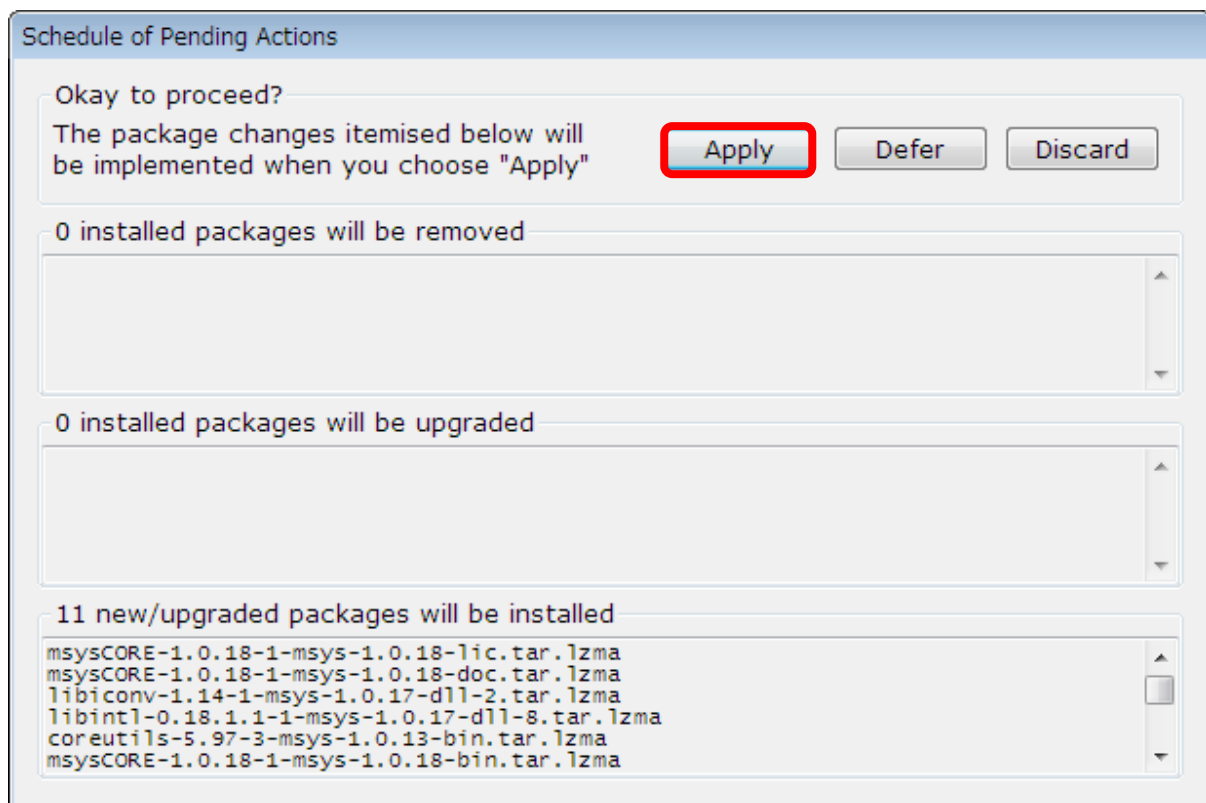 Schedule of Pending Actions
Okay to proceed?
The package changes itemised below will
be implemented when you choose "Apply"
Apply
Defer
Discard
0 installed packages will be removed
0 installed packages will be upgraded
11 new/upgraded packages will be installed
msysCORE-1.0.18-1-msys-1.0.18-lic.tar.lzma
msysCORE-1.0.18-1-msys-1.0.18-doc.tar.lzma
libiconv-1.14-1-msys-1.0.17-dll-2.tar.lzma
libintl-0.18.1.1-1-msys-1.0.17-dll-8.tar.lzma
coreutils-5.97-3-msys-1.0.13-bin.tar.lzma
msysCORE-1.0.18-1-msys-1.0.18-bin.tar.lzma